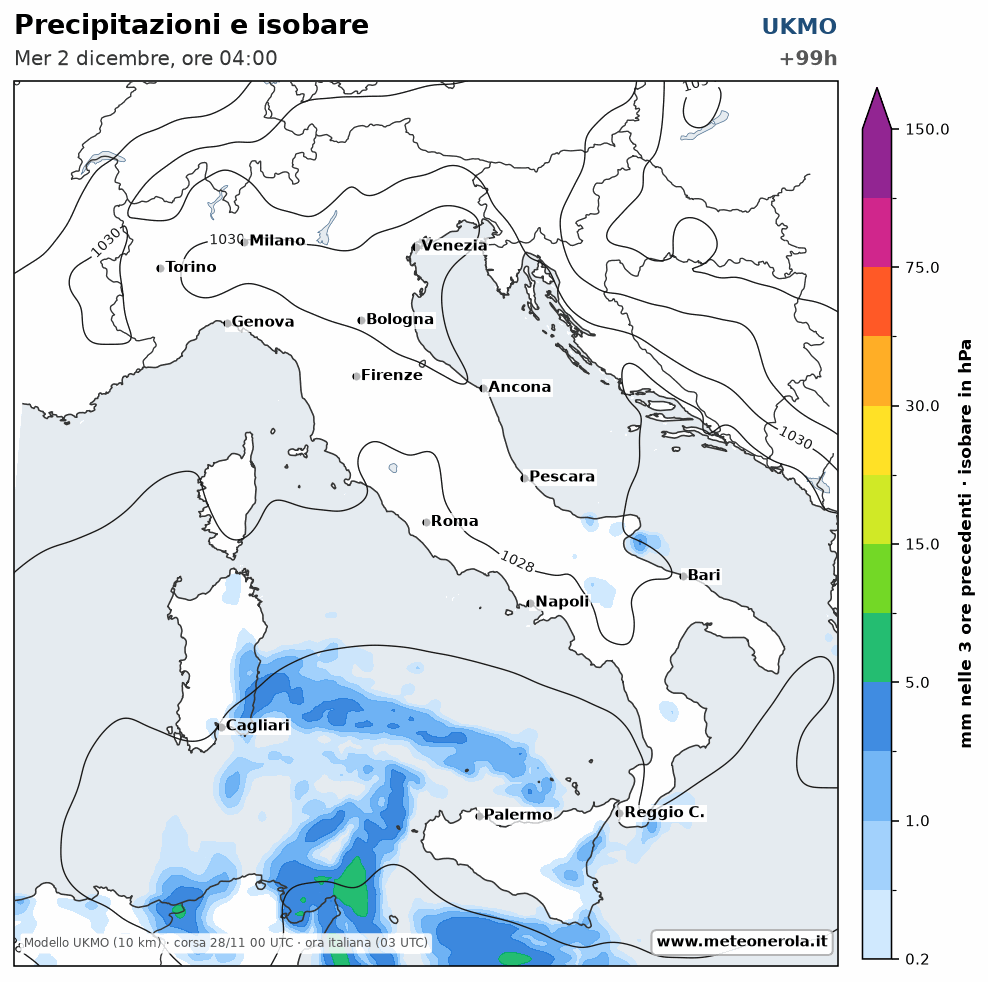 Precipitazioni e isobare
UKMO
Mer 2 dicembre, ore 04:00
+99h
150.0
1030
1030
Milano
Venezia
Torino
75.0
Genova
Bologna
Firenze
Ancona
30.0
1030
Pescara
Roma
15.0
1028
Bari
Napoli
5.0
mm nelle 3 ore precedenti · isobare in hPa
Cagliari
Palermo
Reggio C.
1.0
Modello UKMO (10 km) · corsa 28/11 00 UTC · ora italiana (03 UTC)
www.meteonerola.it
0.2